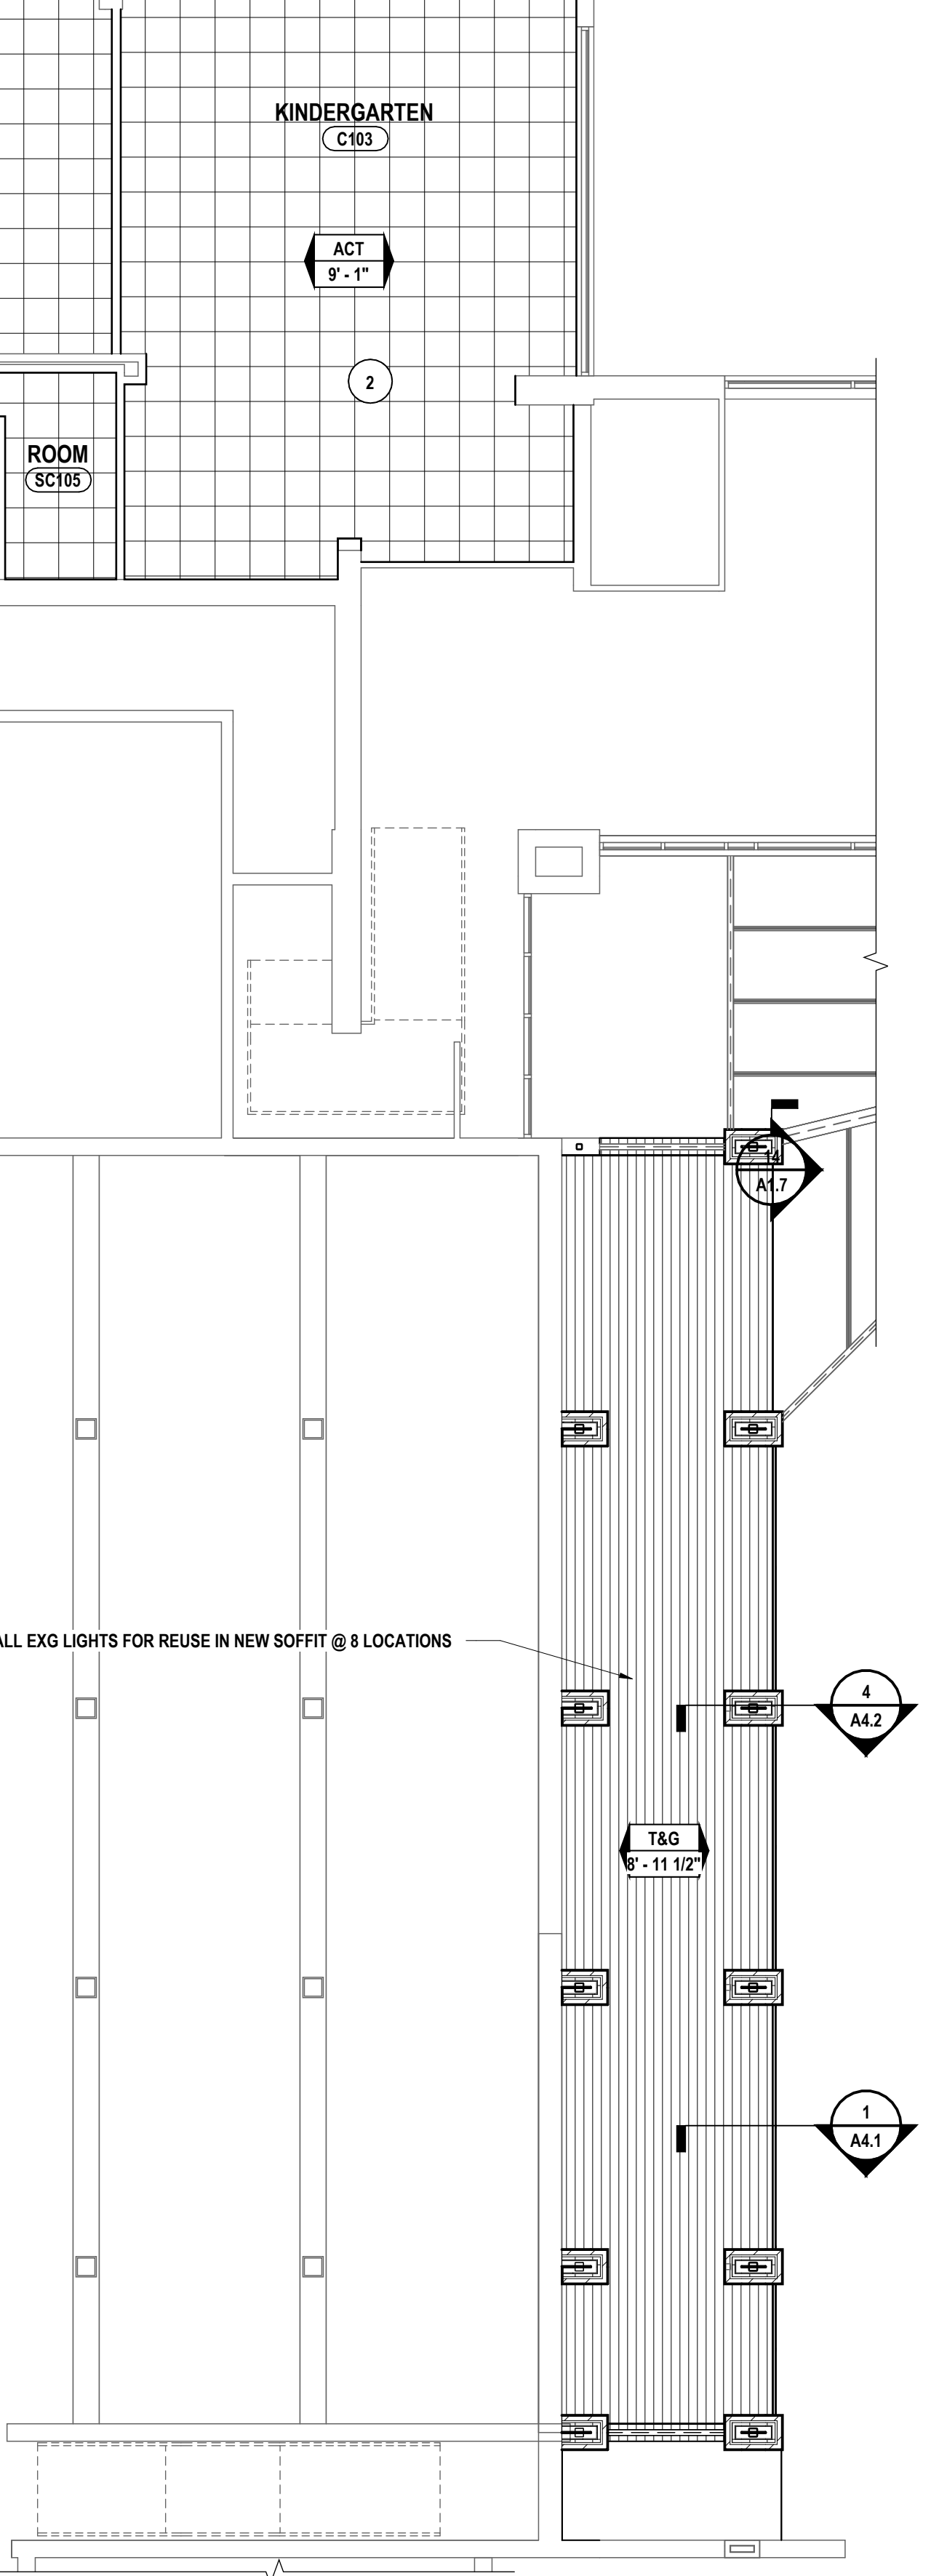 KINDERGARTEN
C103
ACT
9' - 1"
2
ROOM
SC105
14
A1.7
ALL EXG LIGHTS FOR REUSE IN NEW SOFFIT @ 8 LOCATIONS
4
A4.2
T&G
8' - 11 1/2"
1
A4.1